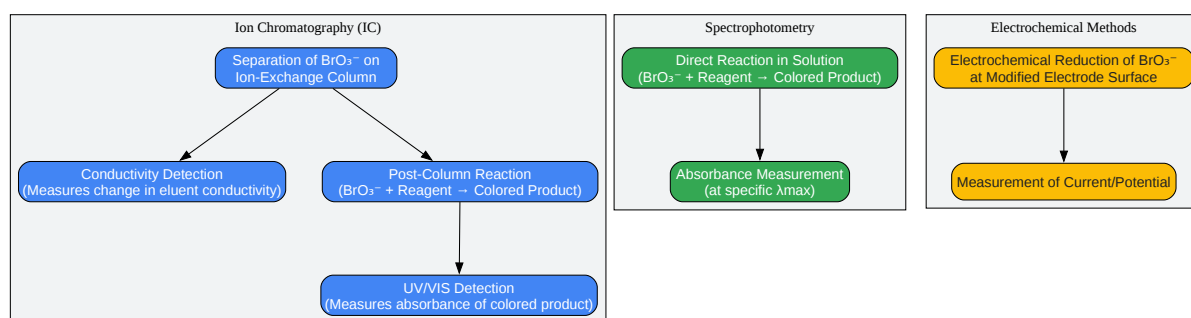 Ion Chromatography (IC)
Separation of BrO₃⁻ on
Ion-Exchange Column
Conductivity Detection
(Measures change in eluent conductivity)
Post-Column Reaction
(BrO₃⁻ + Reagent → Colored Product)
UV/VIS Detection
(Measures absorbance of colored product)
Spectrophotometry
Direct Reaction in Solution
(BrO₃⁻ + Reagent → Colored Product)
Absorbance Measurement
(at specific λmax)
Electrochemical Methods
Electrochemical Reduction of BrO₃⁻
at Modified Electrode Surface
Measurement of Current/Potential